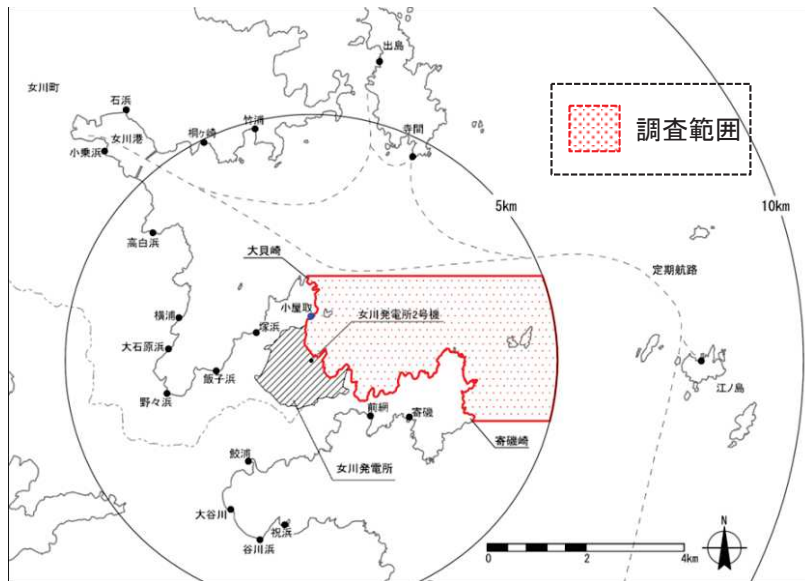 出島
女川町
石浜
竹浦
桐ヶ崎
女川港
寺間
調査範囲
小乗浜
5km
10km
高白浜
大貝崎
定期航路
小屋取
女川発電所2号機
横浦
塚浜
大石原浜
飯子浜
江ノ島
野々浜
前網
寄磯
寄磯崎
鮫浦
女川発電所
大谷川
祝浜
谷川浜
N
0 2 4km